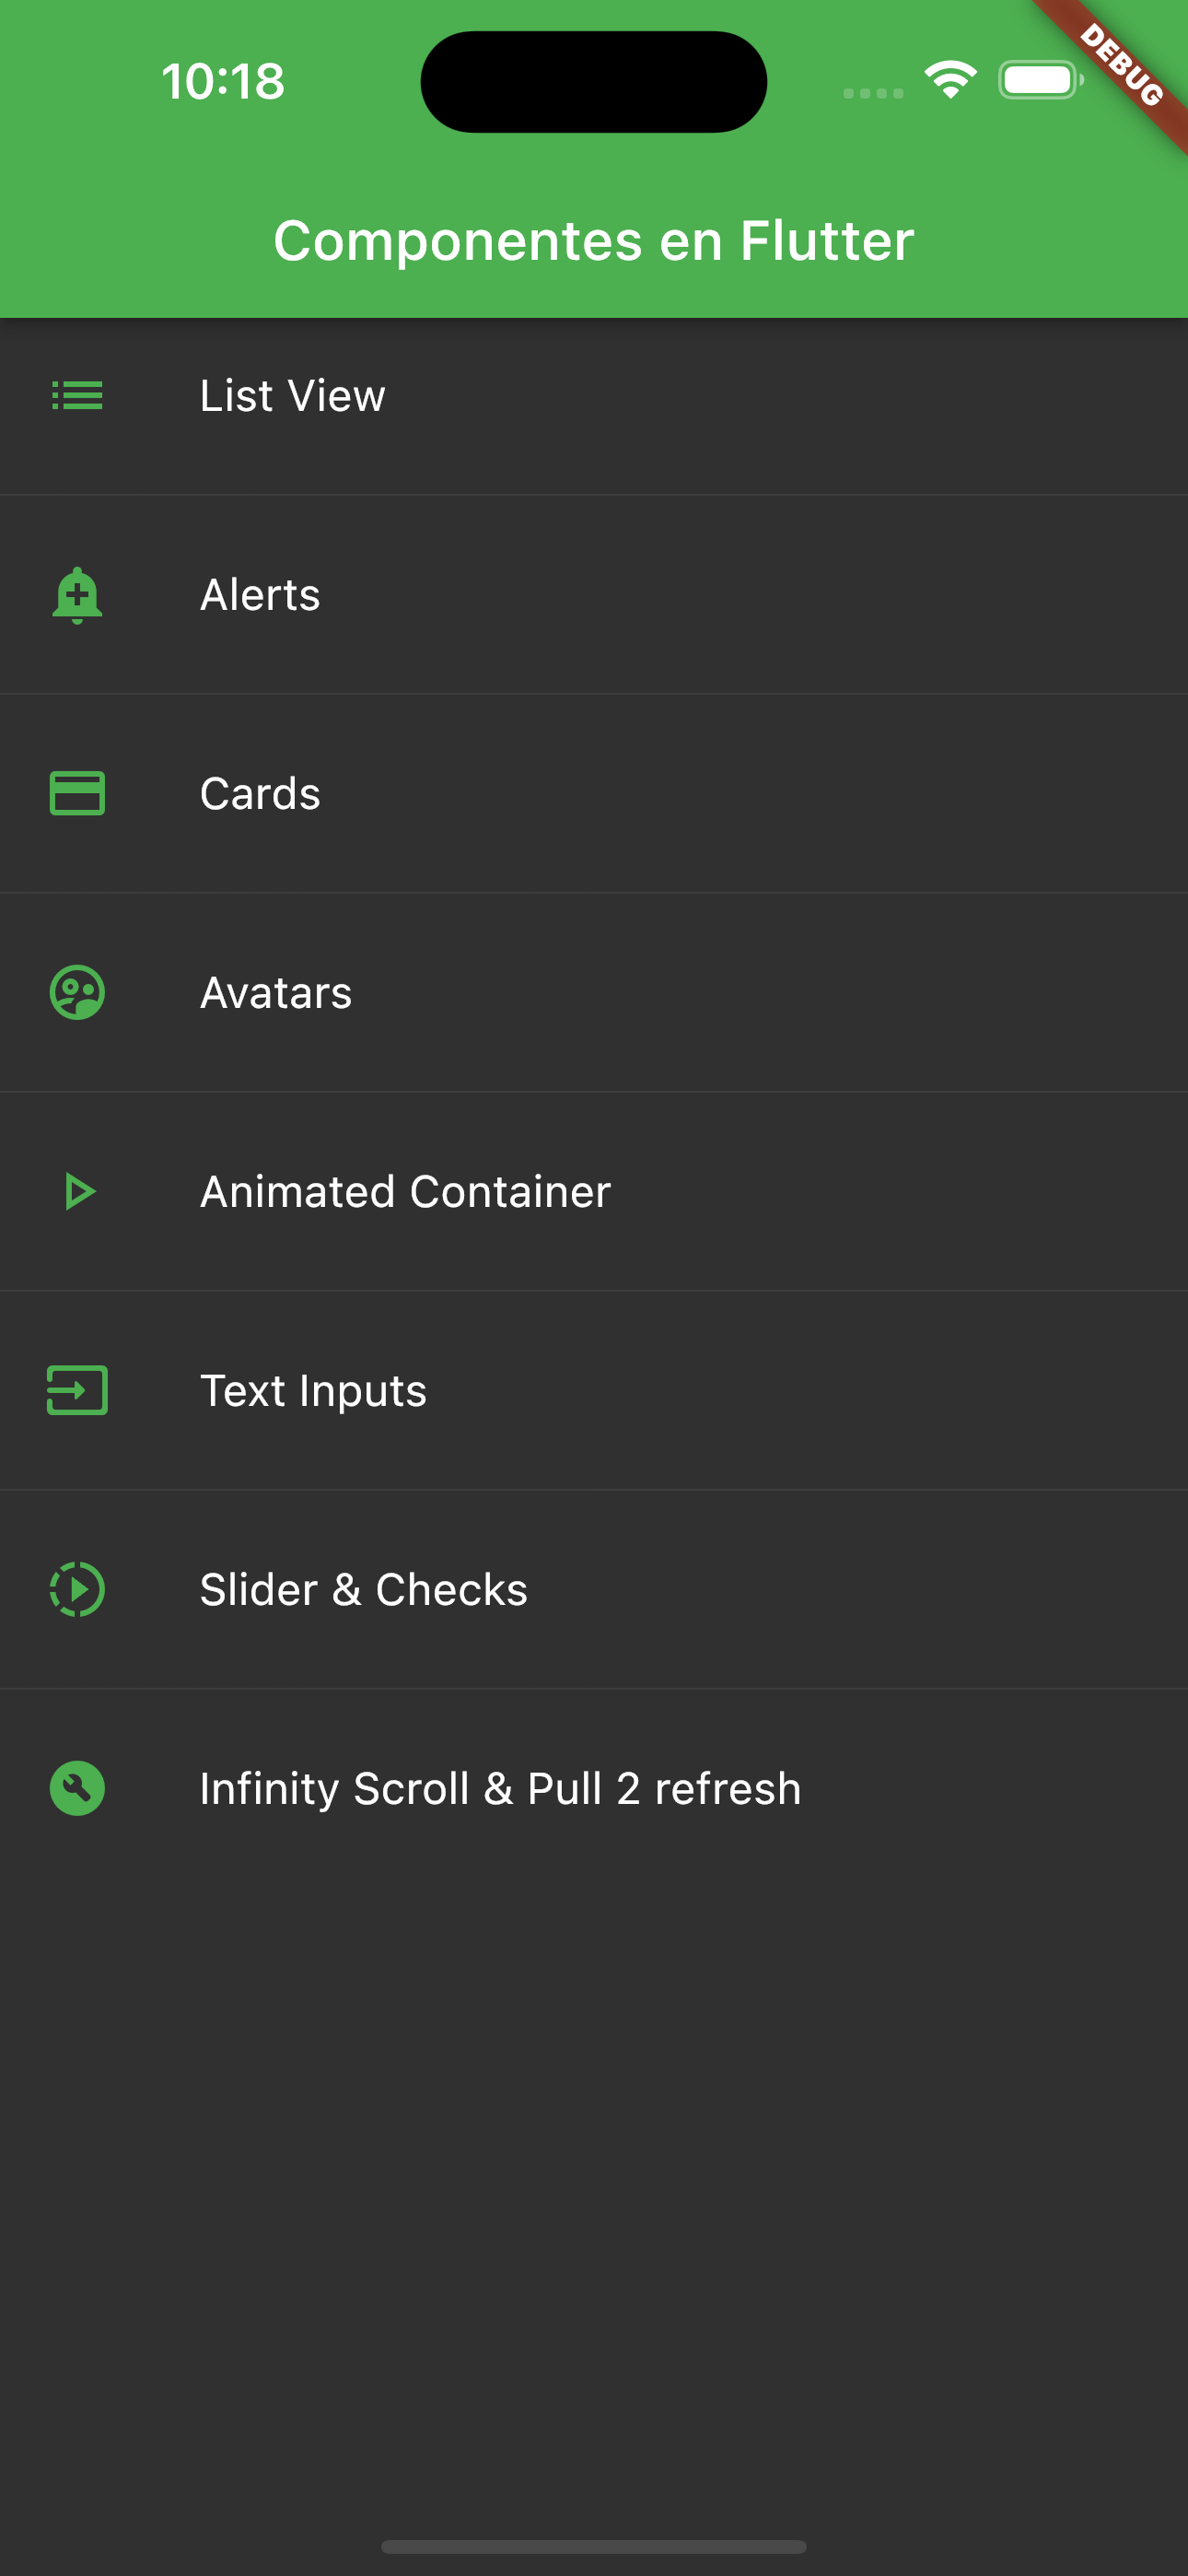 10:18
DEBUG
Componentes en Flutter
List View
Alerts
Cards
Avatars
Animated Container
Text Inputs
Slider & Checks
Infinity Scroll & Pull 2 refresh